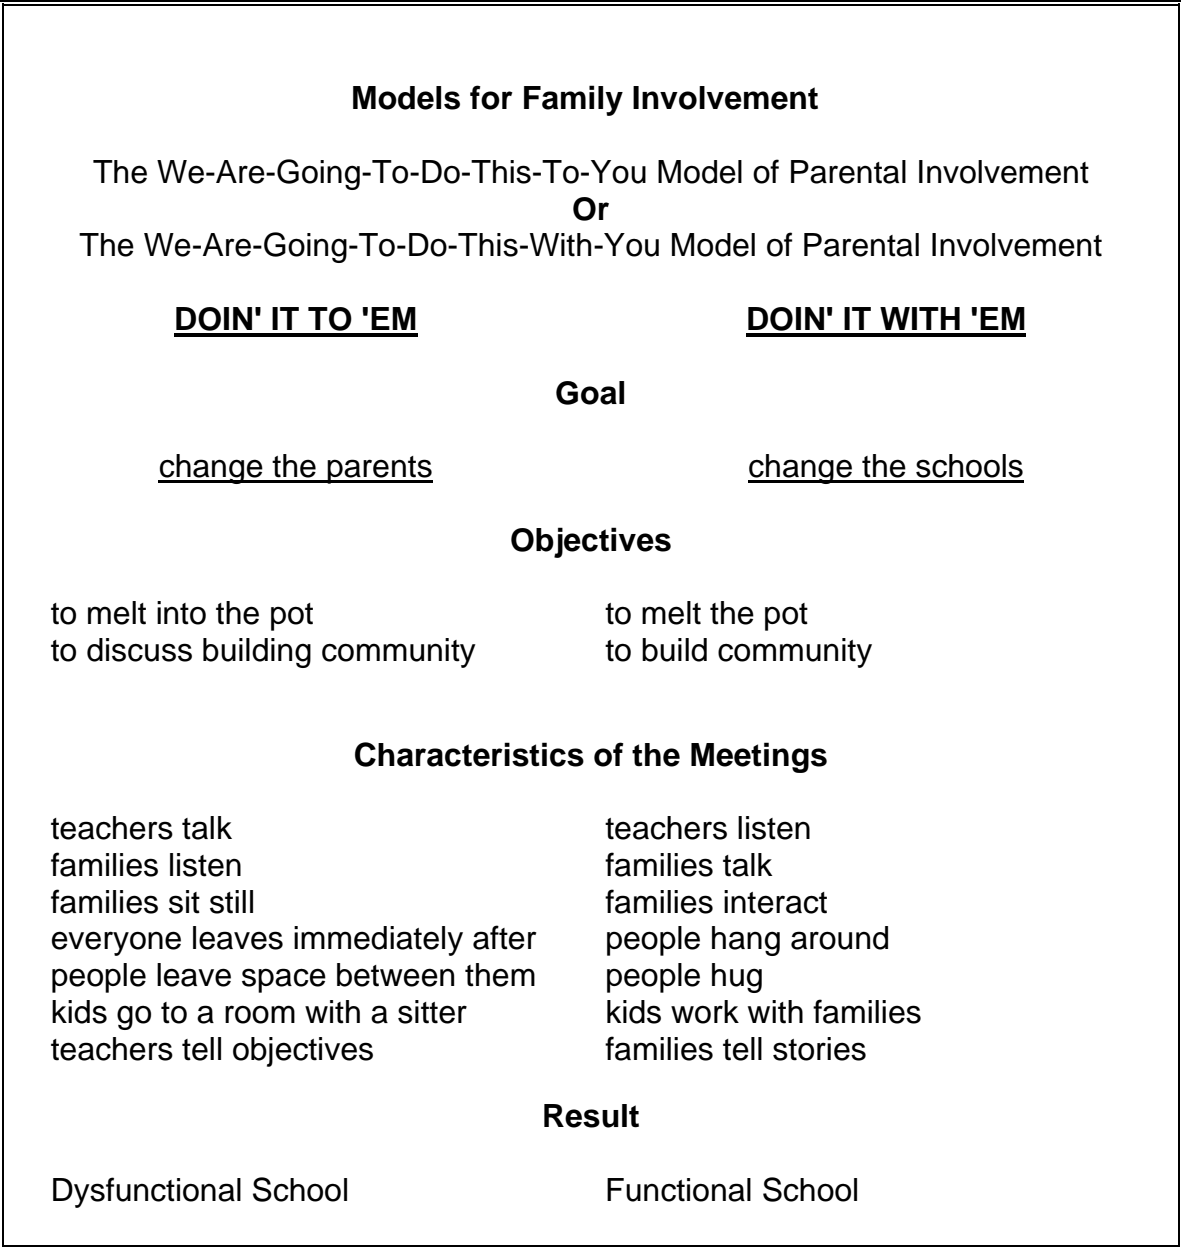 Models for Family Involvement
The We-Are-Going-To-Do-This-To-You Model of Parental Involvement
Or
The We-Are-Going-To-Do-This-With-You Model of Parental Involvement
DOIN' IT TO 'EM DOIN' IT WITH 'EM
Goal
change the parents change the schools
Objectives
to melt into the pot to melt the pot
to discuss building community to build community
Characteristics of the Meetings
teachers talk teachers listen
families listen families talk
families sit still families interact
everyone leaves immediately after people hang around
people leave space between them people hug
kids go to a room with a sitter kids work with families
teachers tell objectives families tell stories
Result
Dysfunctional School Functional School